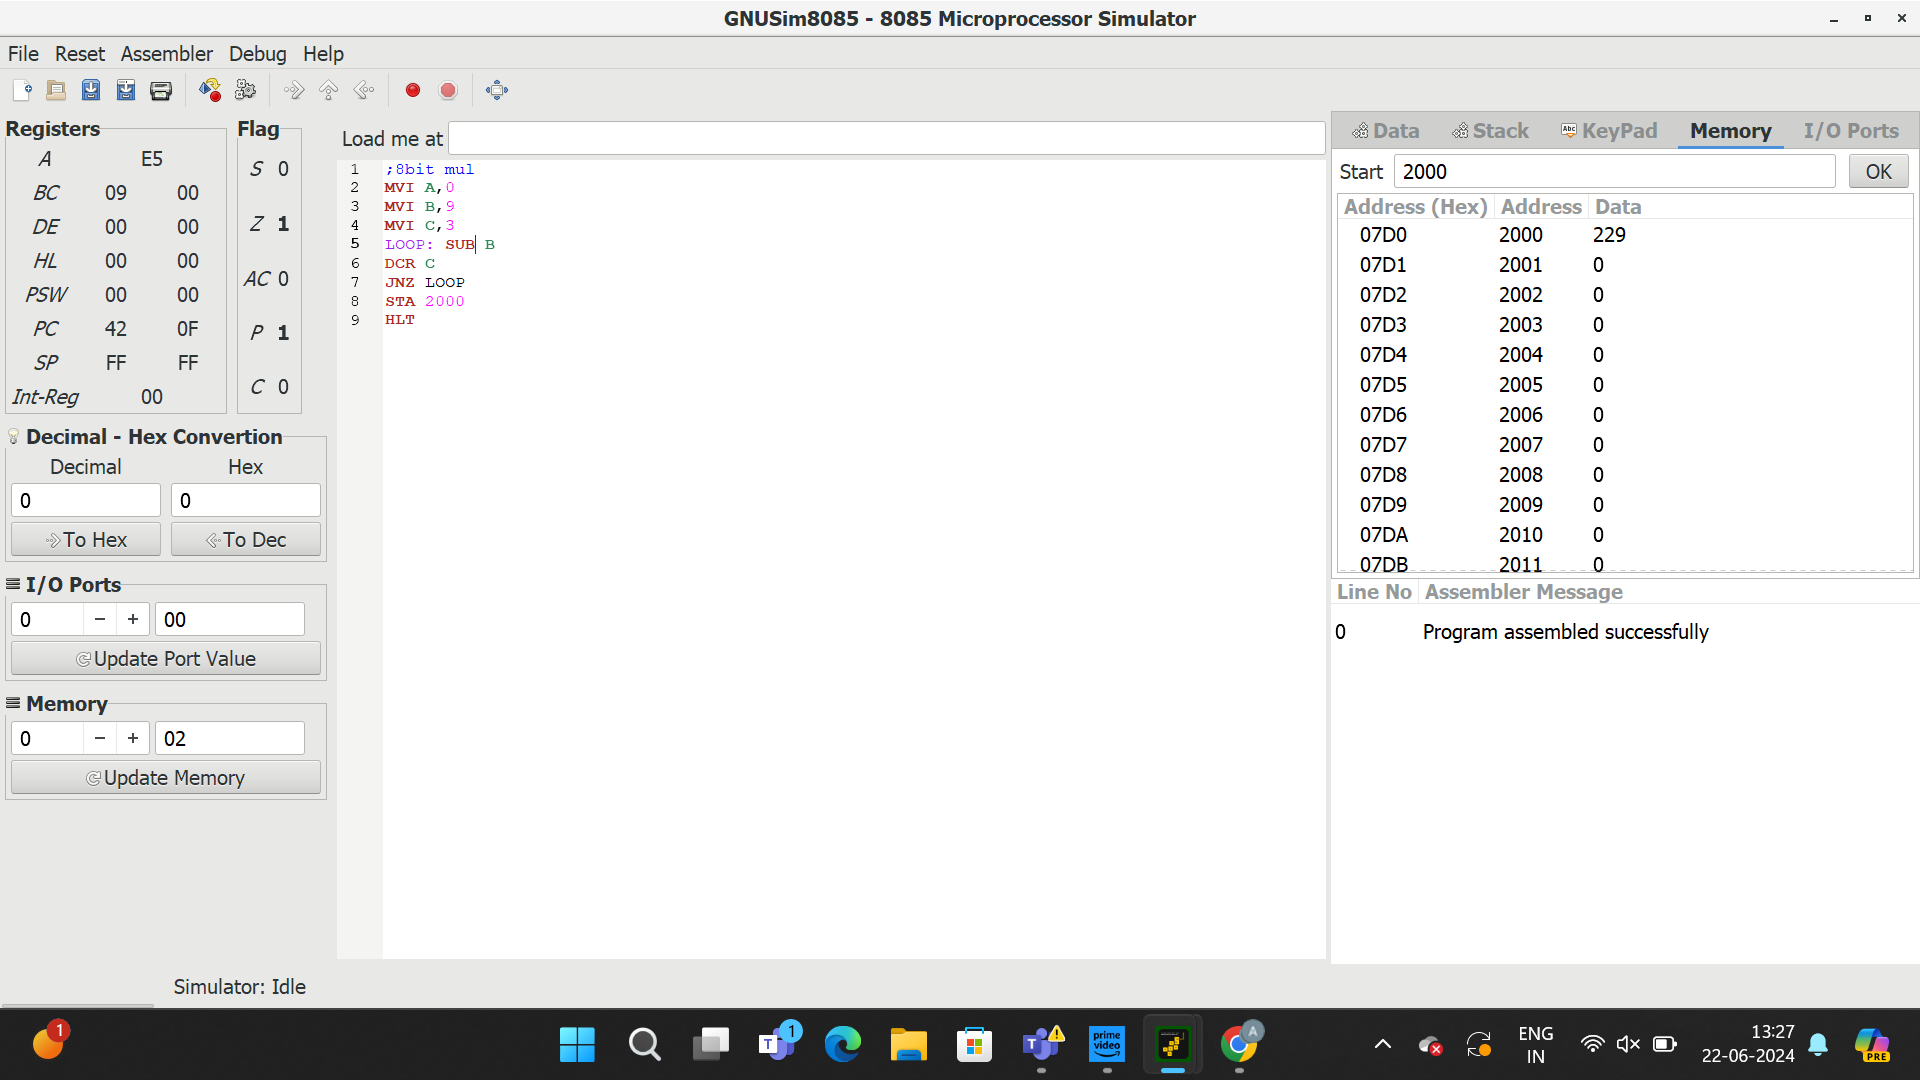 GNUSim8085 - 8085 Microprocessor Simulator
File Reset Assembler Debug Help
Registers
A E5
BC 09 00
DE 00 00
HL 00 00
PSW 00 00
PC 42 0F
SP FF FF
Int-Reg 00
Flag
S 0
Z 1
AC 0
P 1
C 0
Decimal - Hex Convertion
Decimal Hex
0 0
To Hex To Dec
I/O Ports
0 − + 00
Update Port Value
Memory
0 − + 02
Update Memory
Simulator: Idle
Load me at
1 ;8bit mul
2 MVI A,0
3 MVI B,9
4 MVI C,3
5 LOOP: SUB B
6 DCR C
7 JNZ LOOP
8 STA 2000
9 HLT
Data Stack Abc KeyPad Memory I/O Ports
Start 2000 OK
Address (Hex) Address Data
07D0 2000 229
07D1 2001 0
07D2 2002 0
07D3 2003 0
07D4 2004 0
07D5 2005 0
07D6 2006 0
07D7 2007 0
07D8 2008 0
07D9 2009 0
07DA 2010 0
07DB 2011 0
Line No Assembler Message
0 Program assembled successfully
1
T 1
T
prime video
A
ENG
IN
13:27
22-06-2024
PRE